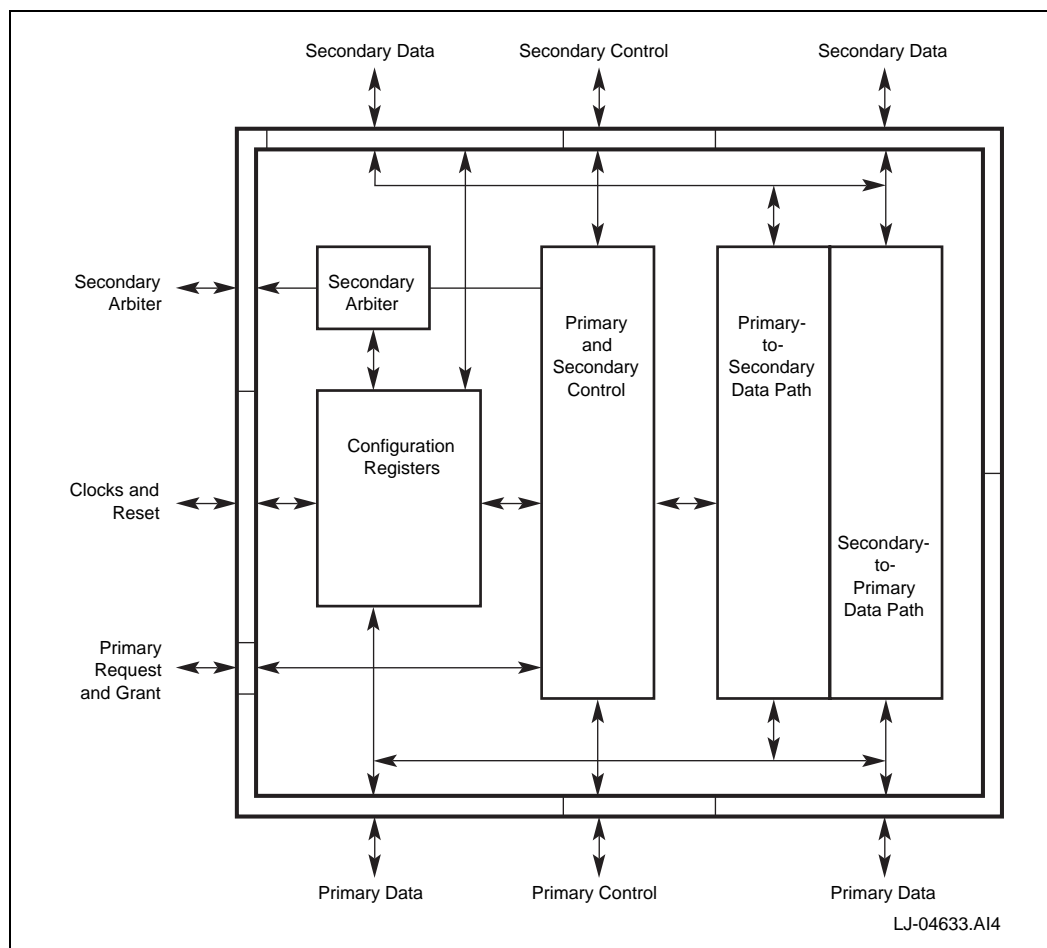 Secondary Data
Secondary Control
Secondary Data
Secondary
Arbiter
Secondary
Arbiter
Primary
and
Secondary
Control
Primary-
to-
Secondary
Data Path
Configuration
Registers
Clocks and
Reset
Secondary-
to-
Primary
Data Path
Primary
Request
and Grant
Primary Data
Primary Control
Primary Data
LJ-04633.AI4